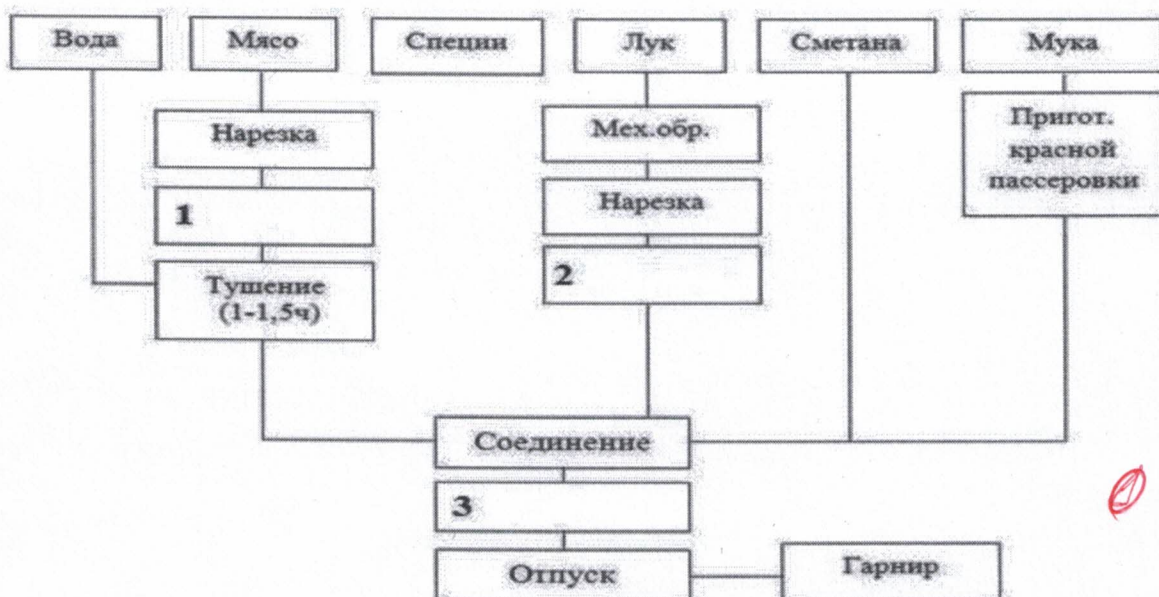 Вода
Мясо
Специи
Лук
Сметана
Мука
Нарезка
Мех.обр.
Пригот.
красной
пассеровки
1
Нарезка
Тушение
(1-1,5ч)
2
Соединение
3
Отпуск
Гарнир